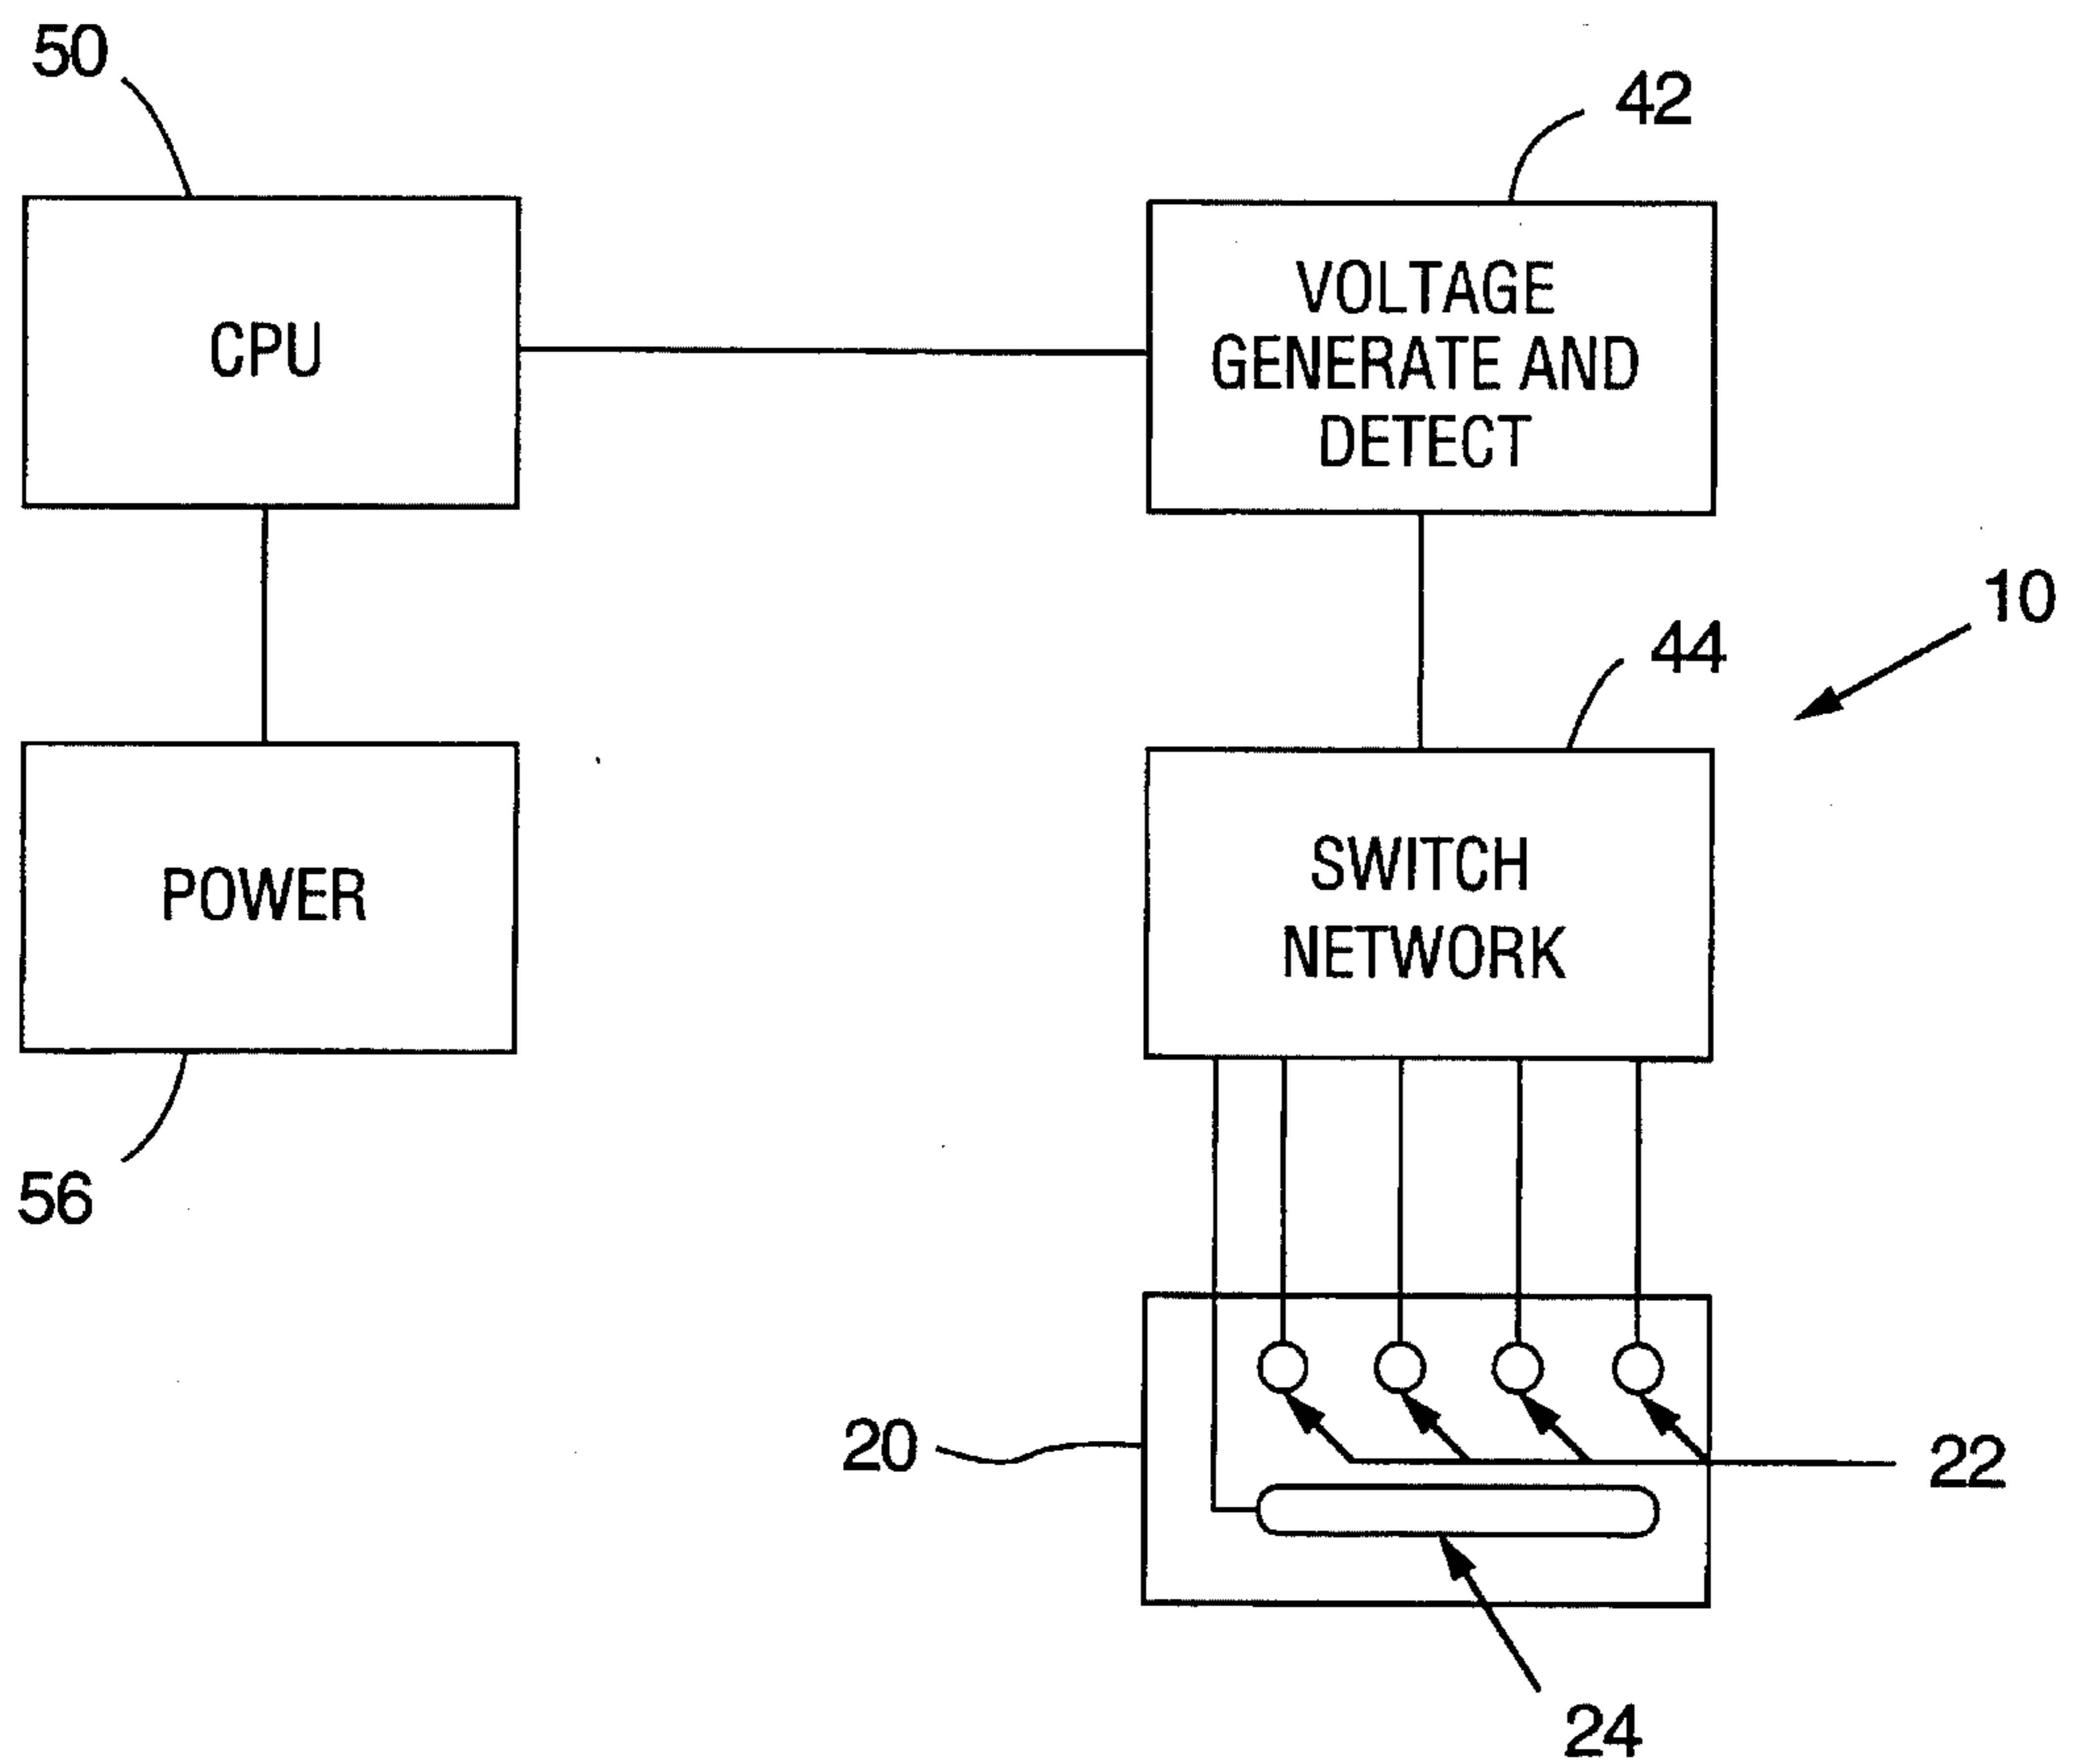 50
42
CPU
VOLTAGE
GENERATE AND
DETECT
10
44
POWER
SWITCH
NETWORK
56
20
22
24